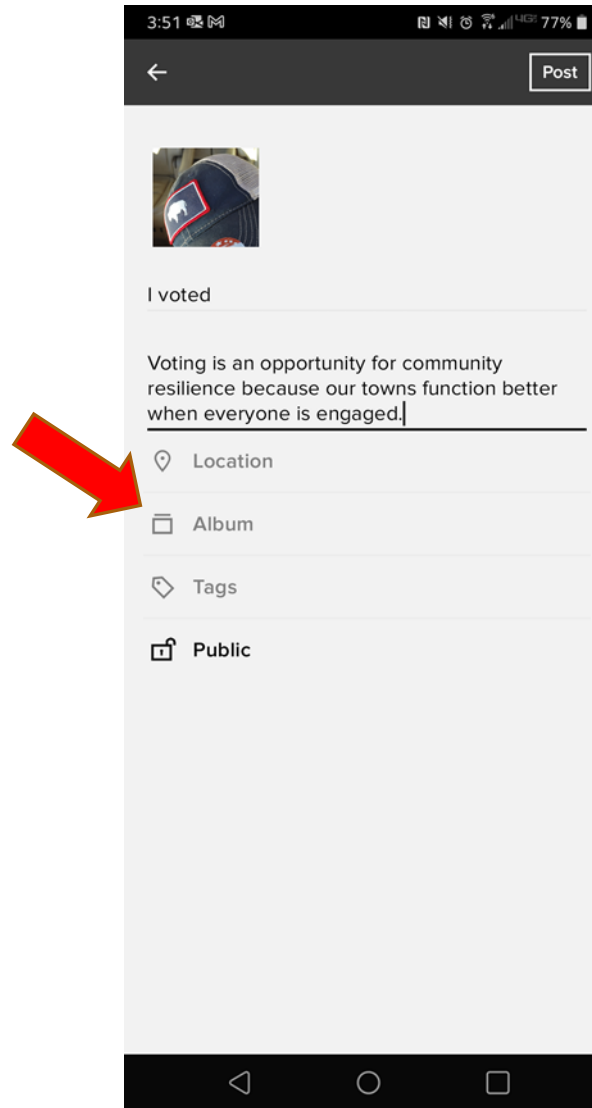 3:51 4GE 77%
Post
I voted
Voting is an opportunity for community
resilience because our towns function better
when everyone is engaged.
Location
Album
Tags
Public